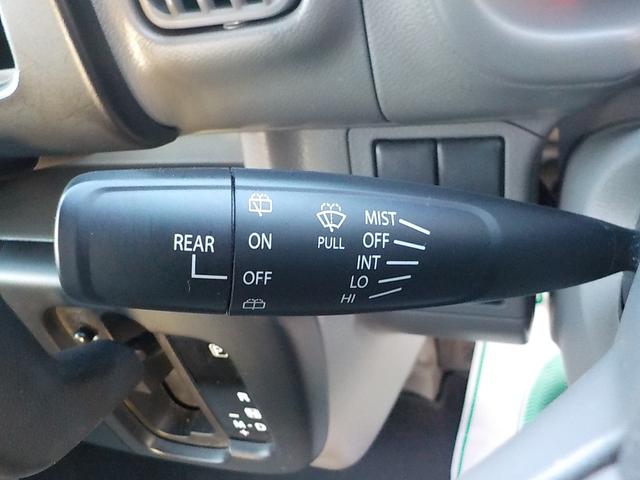 MIST
REAR ON PULL OFF
INT
OFF LO
HI
P
R
N
M D
+
-